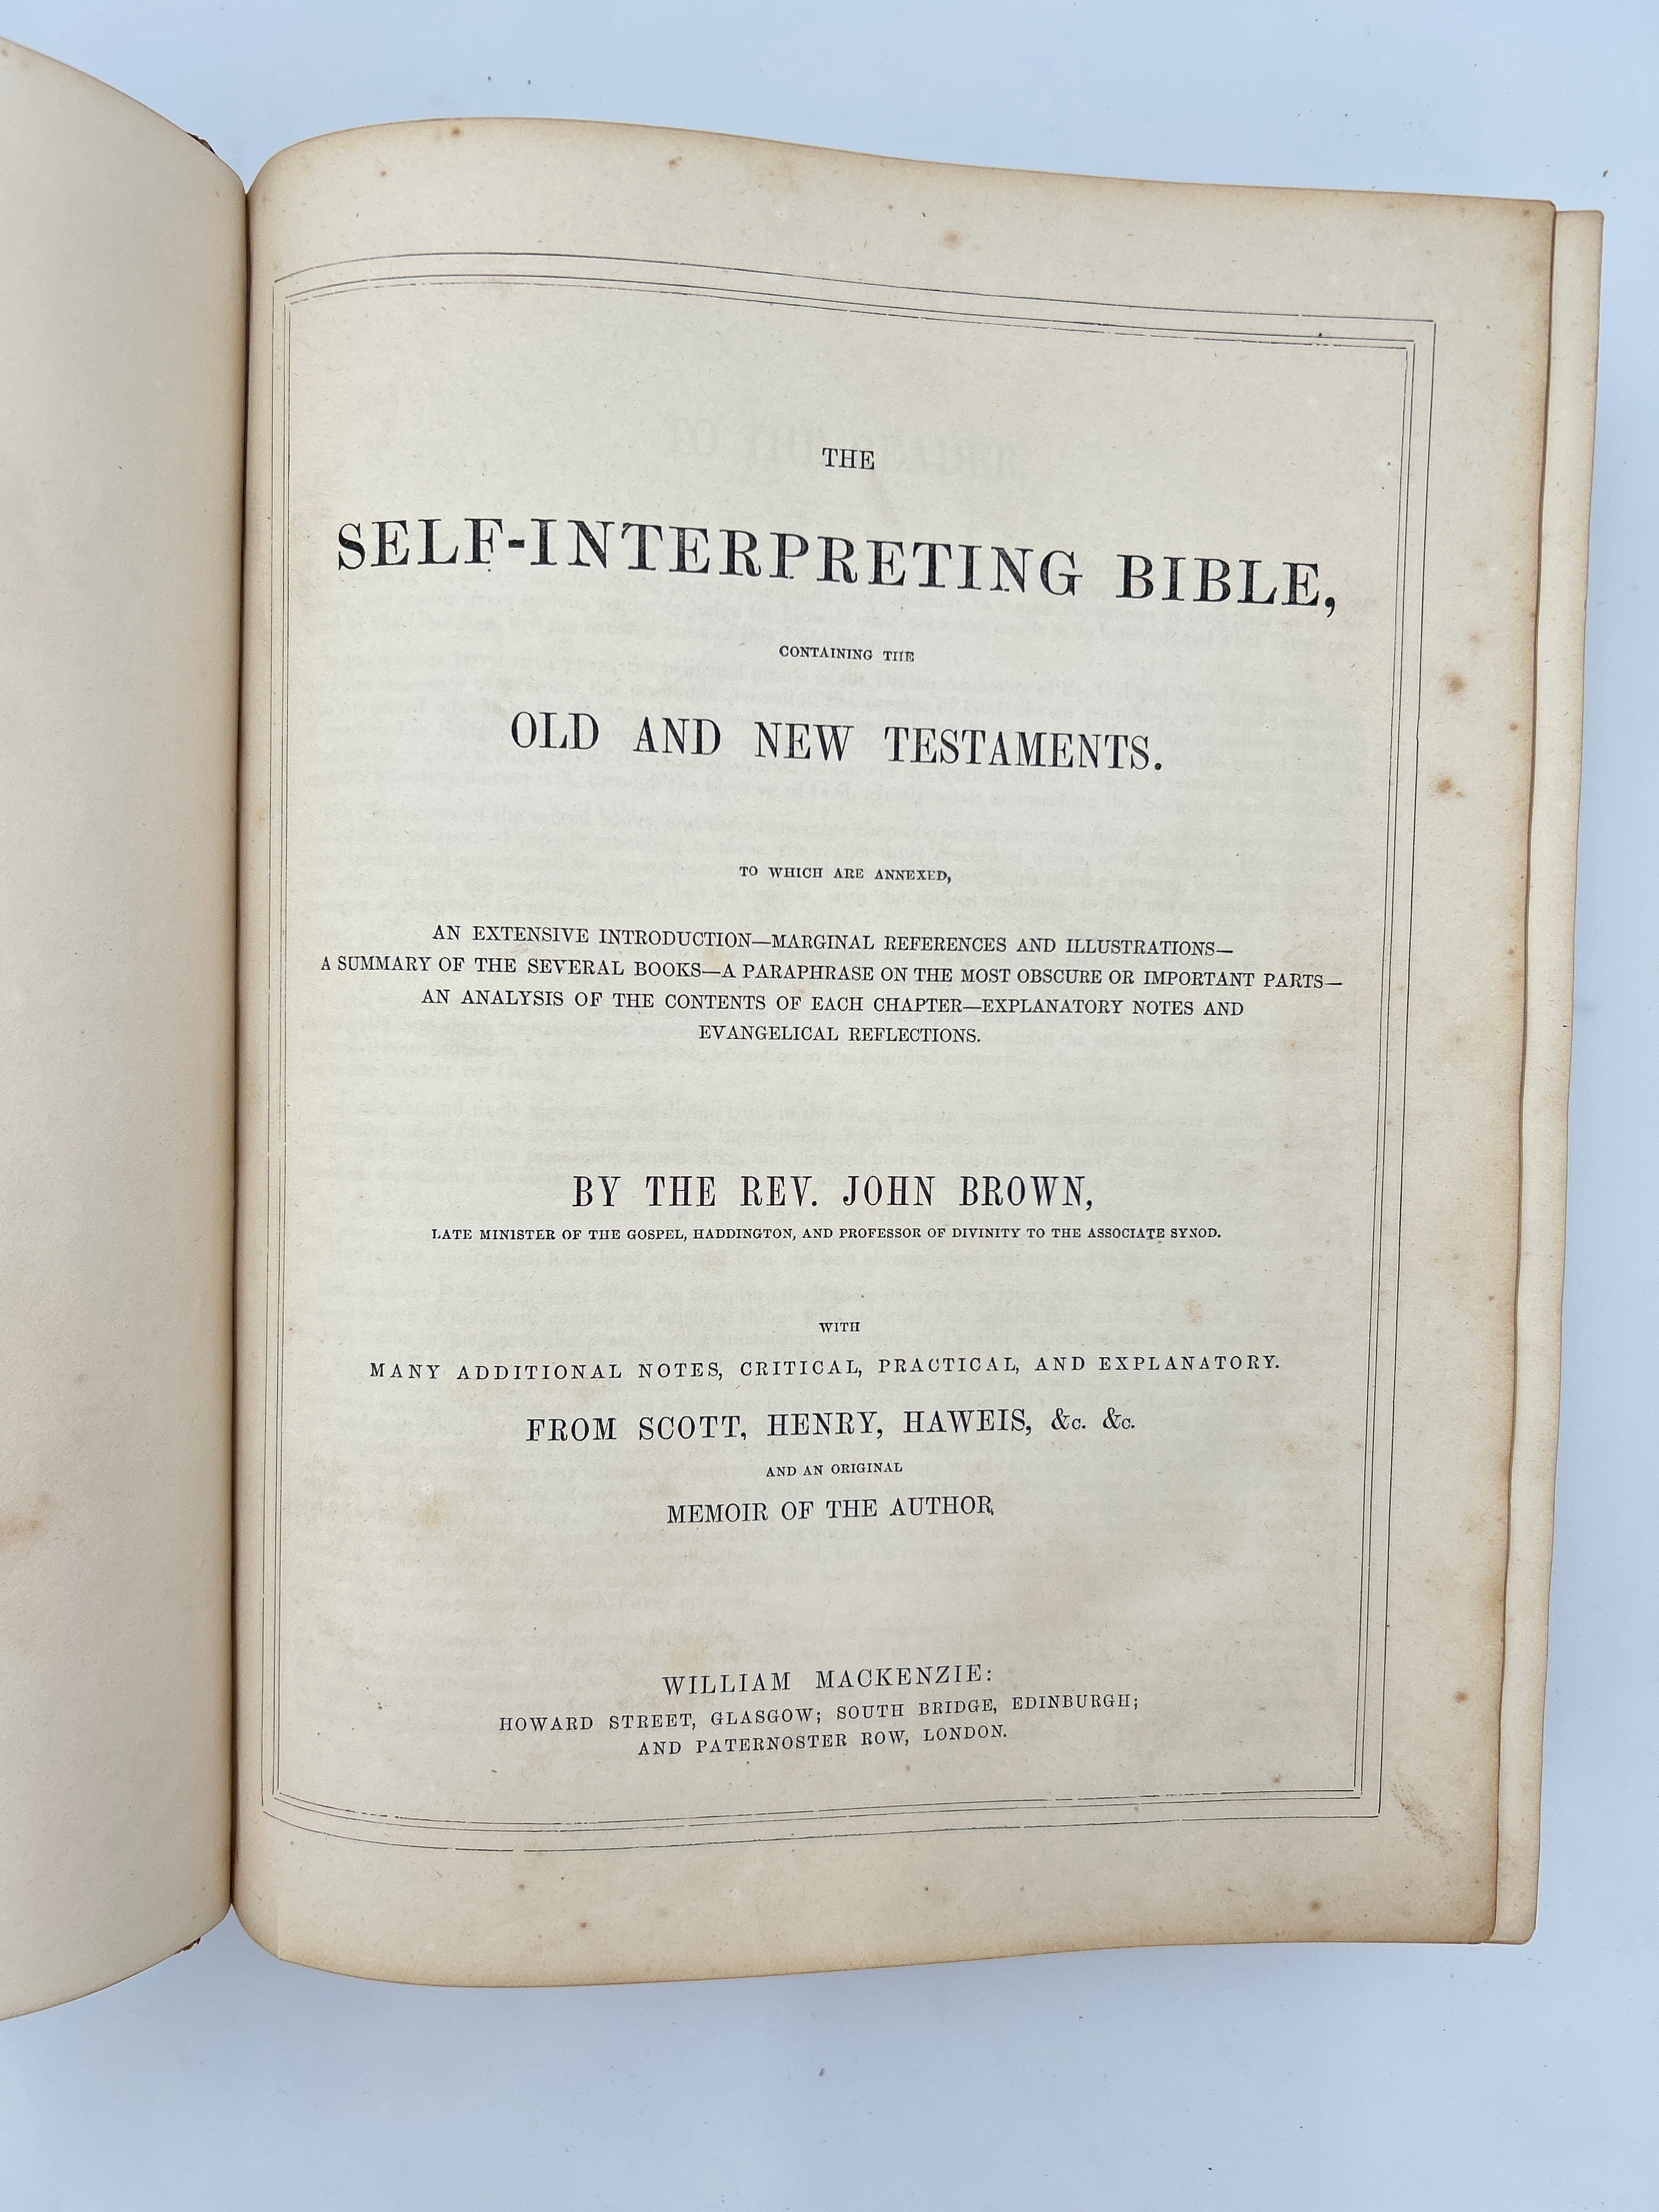 THE
SELF-INTERPRETING BIBLE,
CONTAINING THE
OLD AND NEW TESTAMENTS.
TO WHICH ARE ANNEXED,
AN EXTENSIVE INTRODUCTION—MARGINAL REFERENCES AND ILLUSTRATIONS—
A SUMMARY OF THE SEVERAL BOOKS—A PARAPHRASE ON THE MOST OBSCURE OR IMPORTANT PARTS—
AN ANALYSIS OF THE CONTENTS OF EACH CHAPTER—EXPLANATORY NOTES AND
EVANGELICAL REFLECTIONS.
BY THE REV. JOHN BROWN,
LATE MINISTER OF THE GOSPEL, HADDINGTON, AND PROFESSOR OF DIVINITY TO THE ASSOCIATE SYNOD.
WITH
MANY ADDITIONAL NOTES, CRITICAL, PRACTICAL, AND EXPLANATORY.
FROM SCOTT, HENRY, HAWEIS, &c. &c.
AND AN ORIGINAL
MEMOIR OF THE AUTHOR
WILLIAM MACKENZIE:
HOWARD STREET, GLASGOW; SOUTH BRIDGE, EDINBURGH;
AND PATERNOSTER ROW, LONDON.